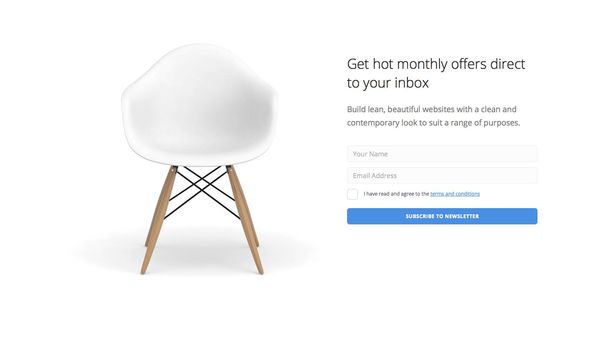 Get hot monthly offers direct
to your inbox
Build lean, beautiful websites with a clean and
contemporary look to suit a range of purposes.
Your Name
Email Address
I have read and agree to the terms and conditions
SUBSCRIBE TO NEWSLETTER